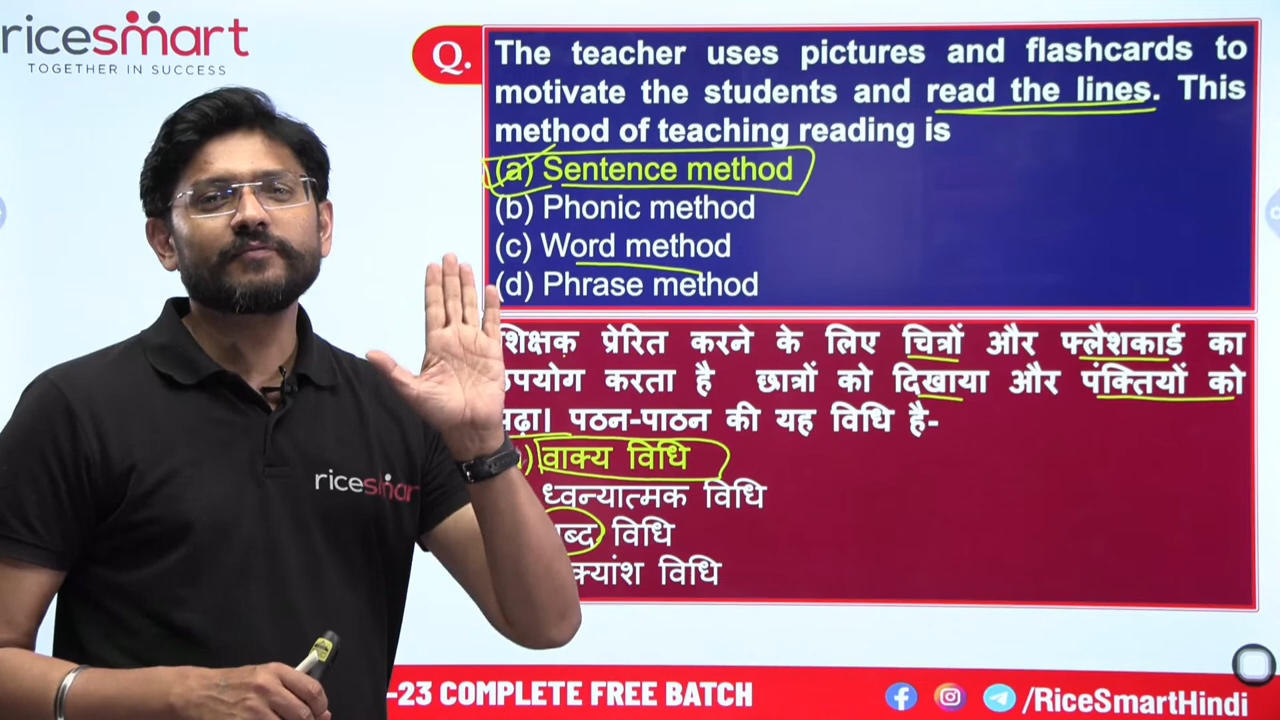 ricesmart
TOGETHER IN SUCCESS
Q.
The teacher uses pictures and flashcards to
motivate the students and read the lines. This
method of teaching reading is
(a) Sentence method
(b) Phonic method
(c) Word method
(d) Phrase method
शिक्षक प्रेरित करने के लिए चित्रों और फ्लैशकार्ड का
करता है छात्रों को दिखाया और पंक्तियों को
पठन-पाठन की यह विधि है-
वाक्य विधि
ध्वन्यात्मक विधि
विधि
विधि
ricesmart
-23 COMPLETE FREE BATCH
/RiceSmartHindi